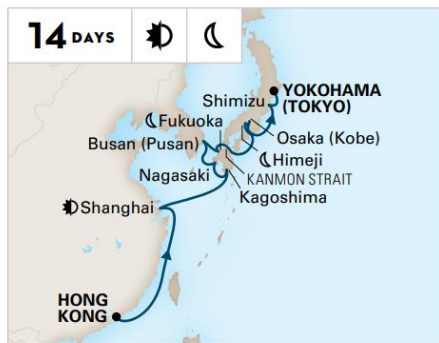 14 DAYS
YOKOHAMA
(TOKYO)
Shimizu
Fukuoka
Osaka (Kobe)
Busan (Pusan)
Himeji
Nagasaki
KANMON STRAIT
Kagoshima
Shanghai
HONG
KONG